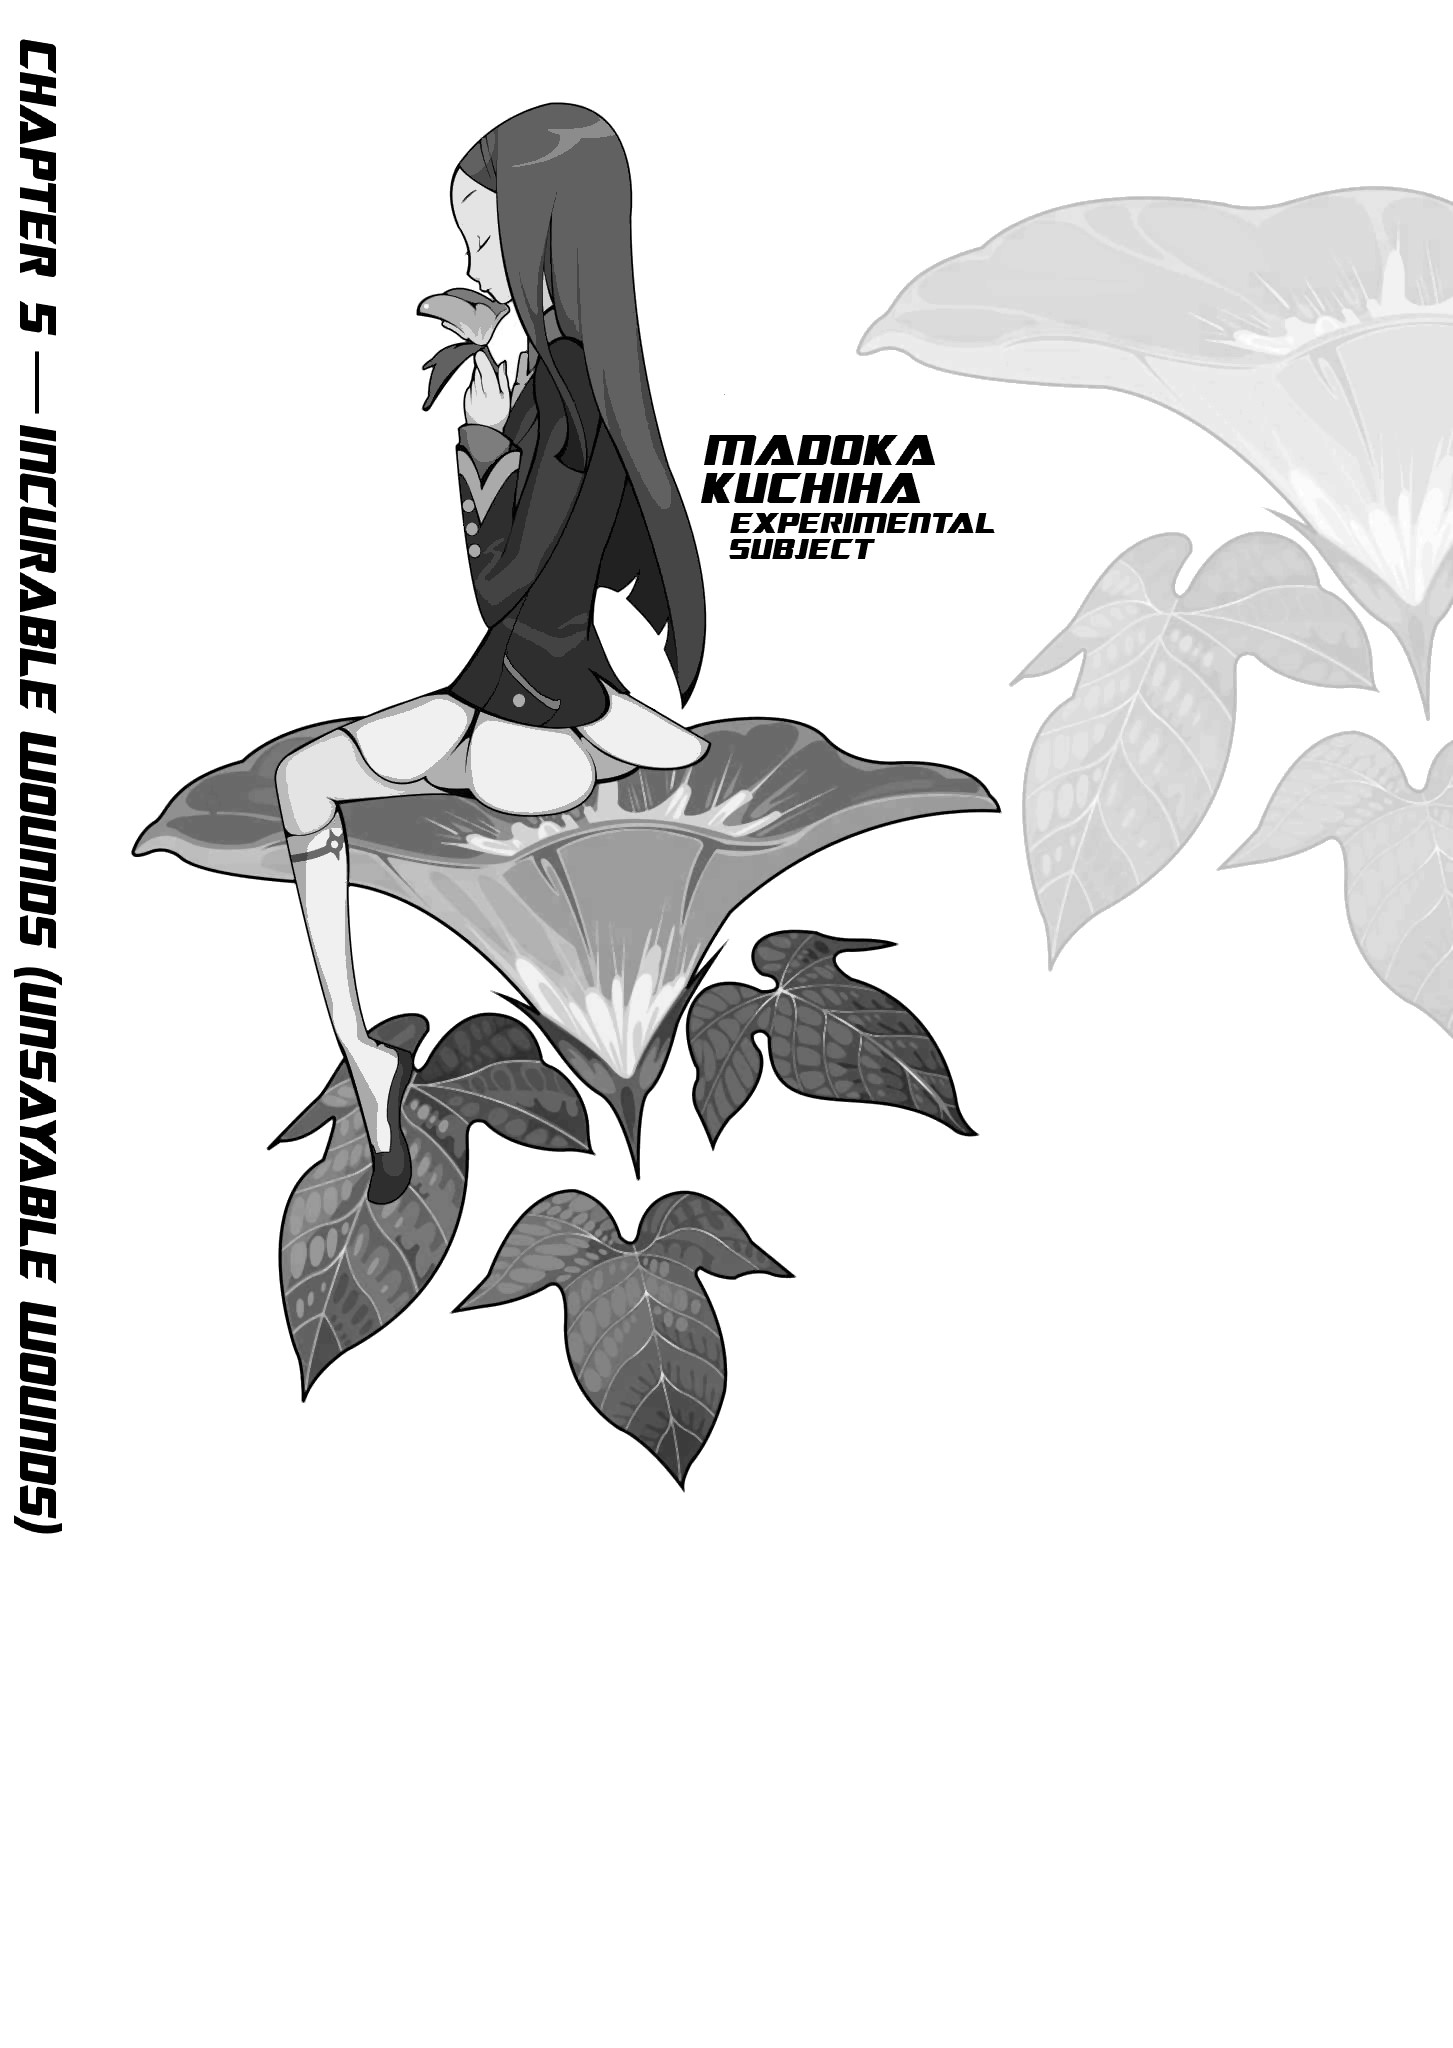 CHAPTER 5 — INCURABLE WOUNDS (UNSAYABLE WOUNDS)
MADOKA
KUCHIHA
EXPERIMENTAL
SUBJECT